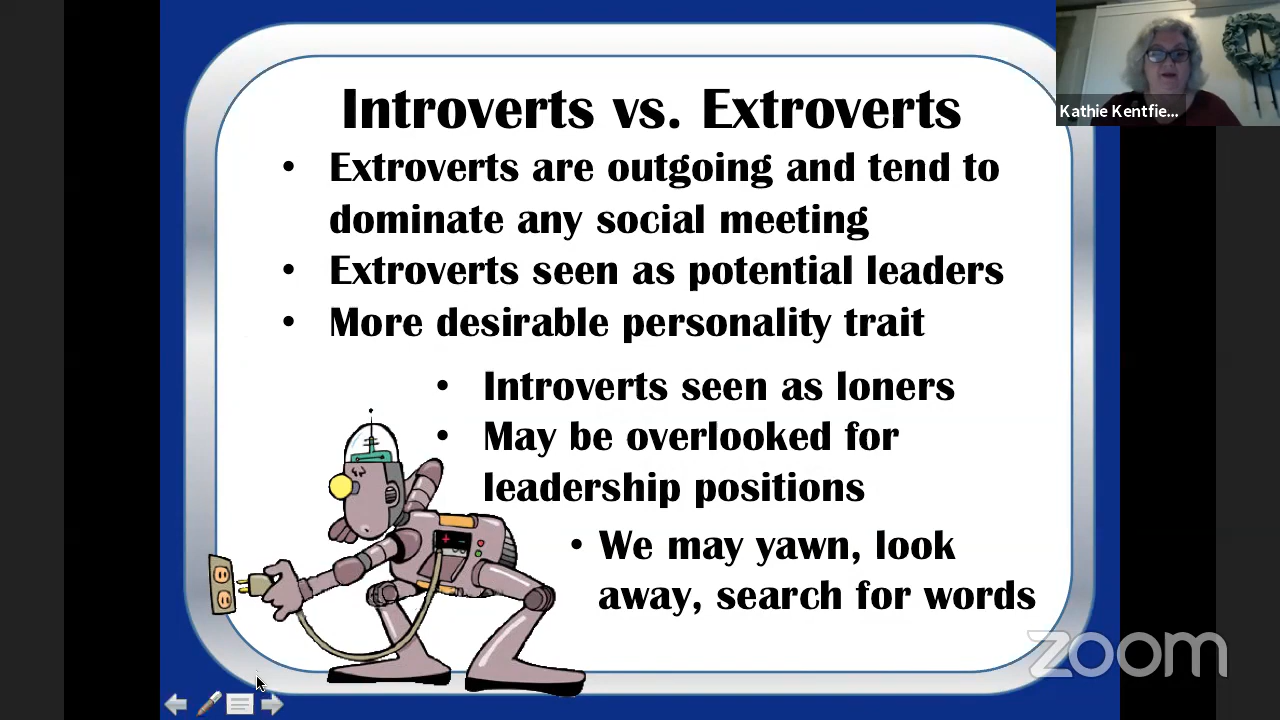 Introverts vs. Extroverts
Kathie Kentfie...
• Extroverts are outgoing and tend to
dominate any social meeting
• Extroverts seen as potential leaders
• More desirable personality trait
• Introverts seen as loners
• May be overlooked for
leadership positions
• We may yawn, look
away, search for words
zoom